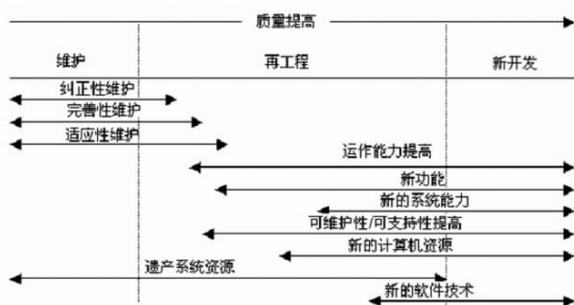 质量提高
维护 再工程 新开发
纠正性维护
完善性维护
适应性维护
运作能力提高
新功能
新的系统能力
可维护性/可支持性提高
新的计算机资源
遗产系统资源
新的软件技术